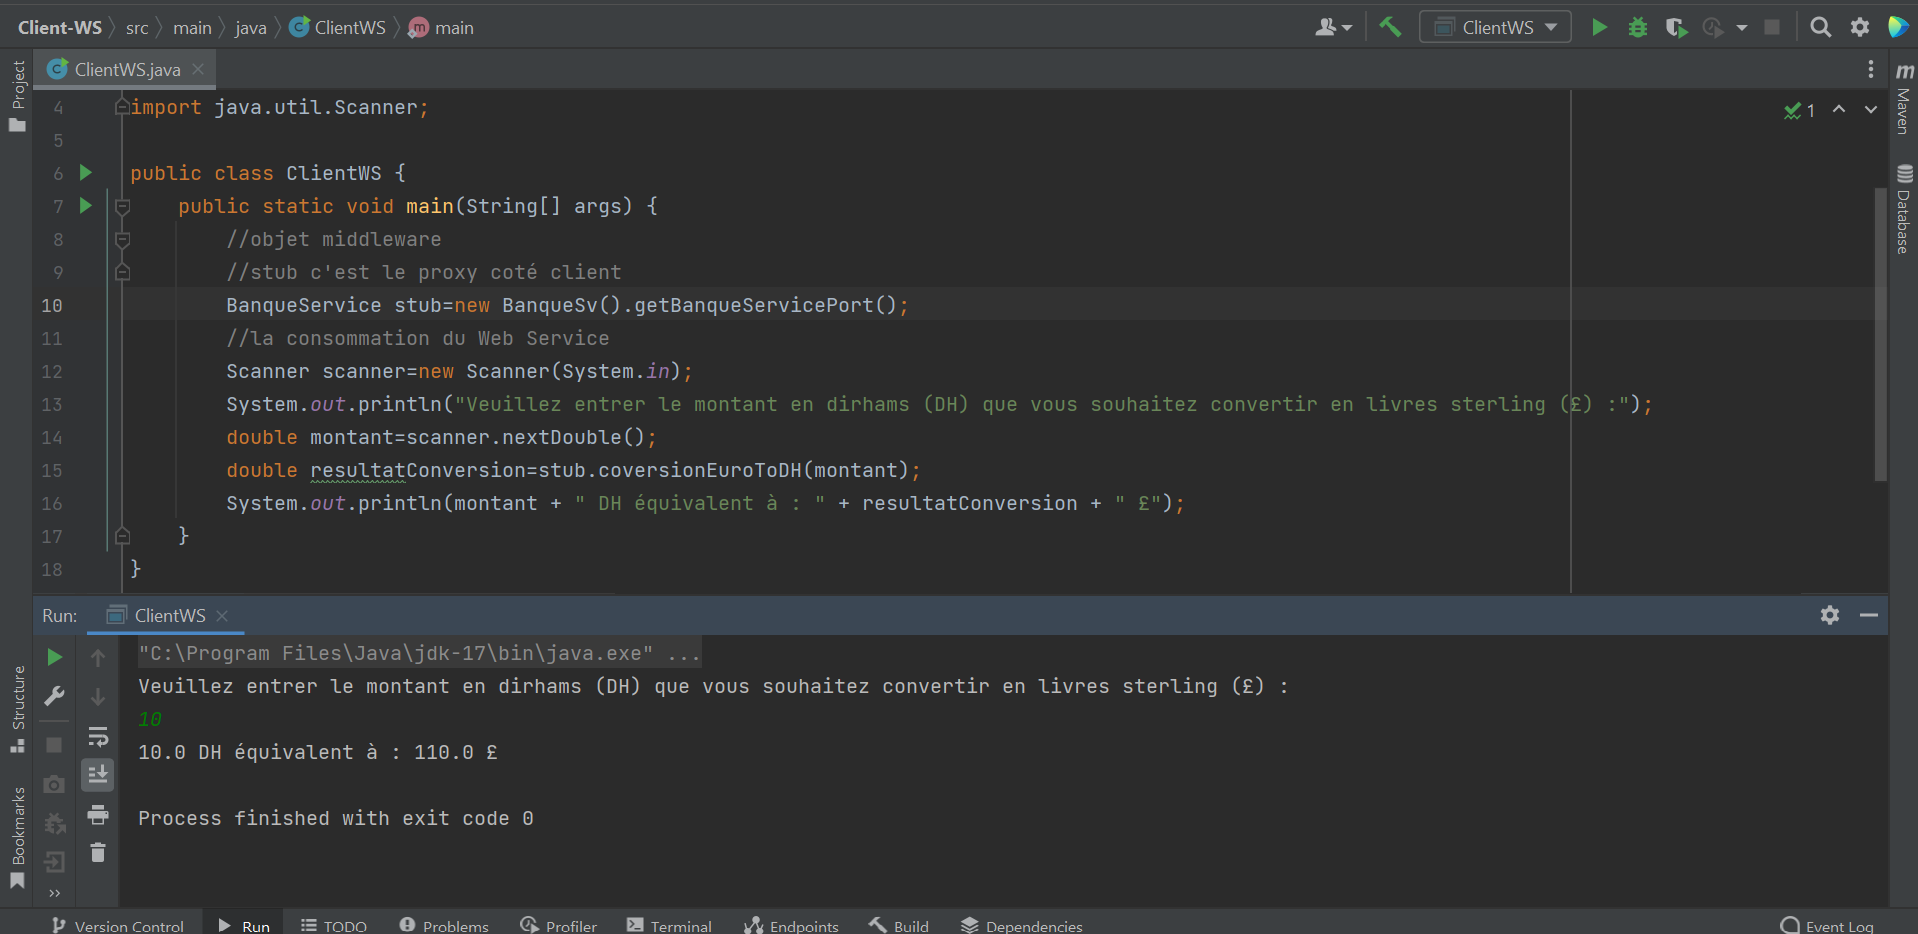 Client-WS src main java ClientWS main ClientWS
Project
ClientWS.java
Maven
Database
4 import java.util.Scanner;
5
6 public class ClientWS {
7 public static void main(String[] args) {
8 //objet middleware
9 //stub c'est le proxy coté client
10 BanqueService stub=new BanqueSv().getBanqueServicePort();
11 //la consommation du Web Service
12 Scanner scanner=new Scanner(System.in);
13 System.out.println("Veuillez entrer le montant en dirhams (DH) que vous souhaitez convertir en livres sterling (£) :");
14 double montant=scanner.nextDouble();
15 double resultatConversion=stub.coversionEuroToDH(montant);
16 System.out.println(montant + " DH équivalent à : " + resultatConversion + " £");
17 }
18 }
1
Run: ClientWS
Structure
Bookmarks
"C:\Program Files\Java\jdk-17\bin\java.exe" ...
Veuillez entrer le montant en dirhams (DH) que vous souhaitez convertir en livres sterling (£) :
10
10.0 DH équivalent à : 110.0 £
Process finished with exit code 0
Version Control Run TODO Problems Profiler Terminal Endpoints Build Dependencies Event Log